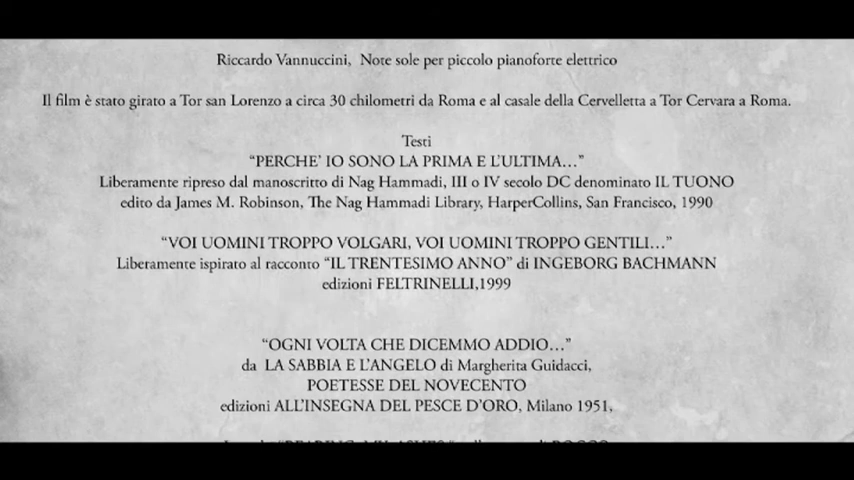 Riccardo Vannuccini, Note sole per piccolo pianoforte elettrico
Il film è stato girato a Tor san Lorenzo a circa 30 chilometri da Roma e al casale della Cervelletta a Tor Cervara a Roma.
Testi
“PERCHE’ IO SONO LA PRIMA E L’ULTIMA…”
Liberamente ripreso dal manoscritto di Nag Hammadi, III o IV secolo DC denominato IL TUONO
edito da James M. Robinson, The Nag Hammadi Library, HarperCollins, San Francisco, 1990
“VOI UOMINI TROPPO VOLGARI, VOI UOMINI TROPPO GENTILI…”
Liberamente ispirato al racconto “IL TRENTESIMO ANNO” di INGEBORG BACHMANN
edizioni FELTRINELLI,1999
“OGNI VOLTA CHE DICEMMO ADDIO…”
da LA SABBIA E L’ANGELO di Margherita Guidacci,
POETESSE DEL NOVECENTO
edizioni ALL’INSEGNA DEL PESCE D’ORO, Milano 1951,